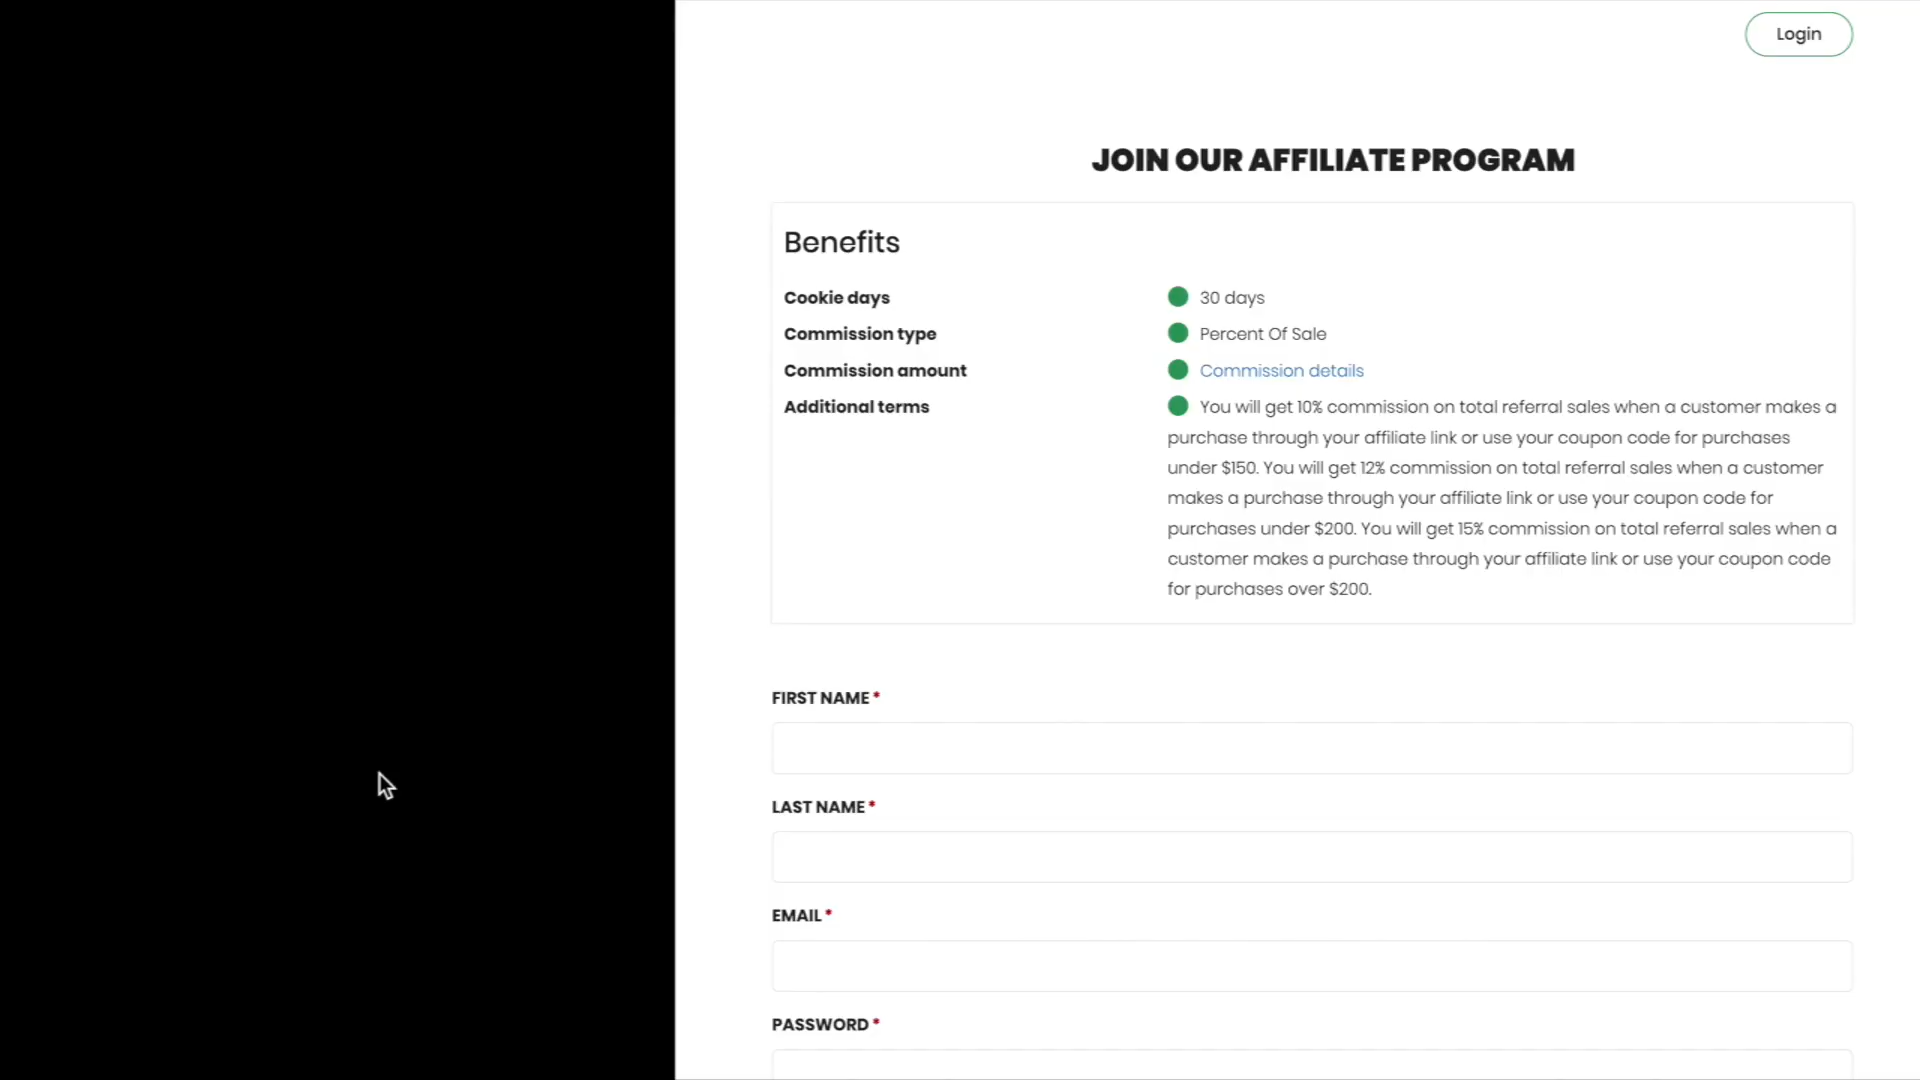 Login
JOIN OUR AFFILIATE PROGRAM
Benefits
Cookie days
30 days
Commission type
Percent Of Sale
Commission amount
Commission details
Additional terms
You will get 10% commission on total referral sales when a customer makes a
purchase through your affiliate link or use your coupon code for purchases
under $150. You will get 12% commission on total referral sales when a customer
makes a purchase through your affiliate link or use your coupon code for
purchases under $200. You will get 15% commission on total referral sales when a
customer makes a purchase through your affiliate link or use your coupon code
for purchases over $200.
FIRST NAME *
LAST NAME *
EMAIL *
PASSWORD *